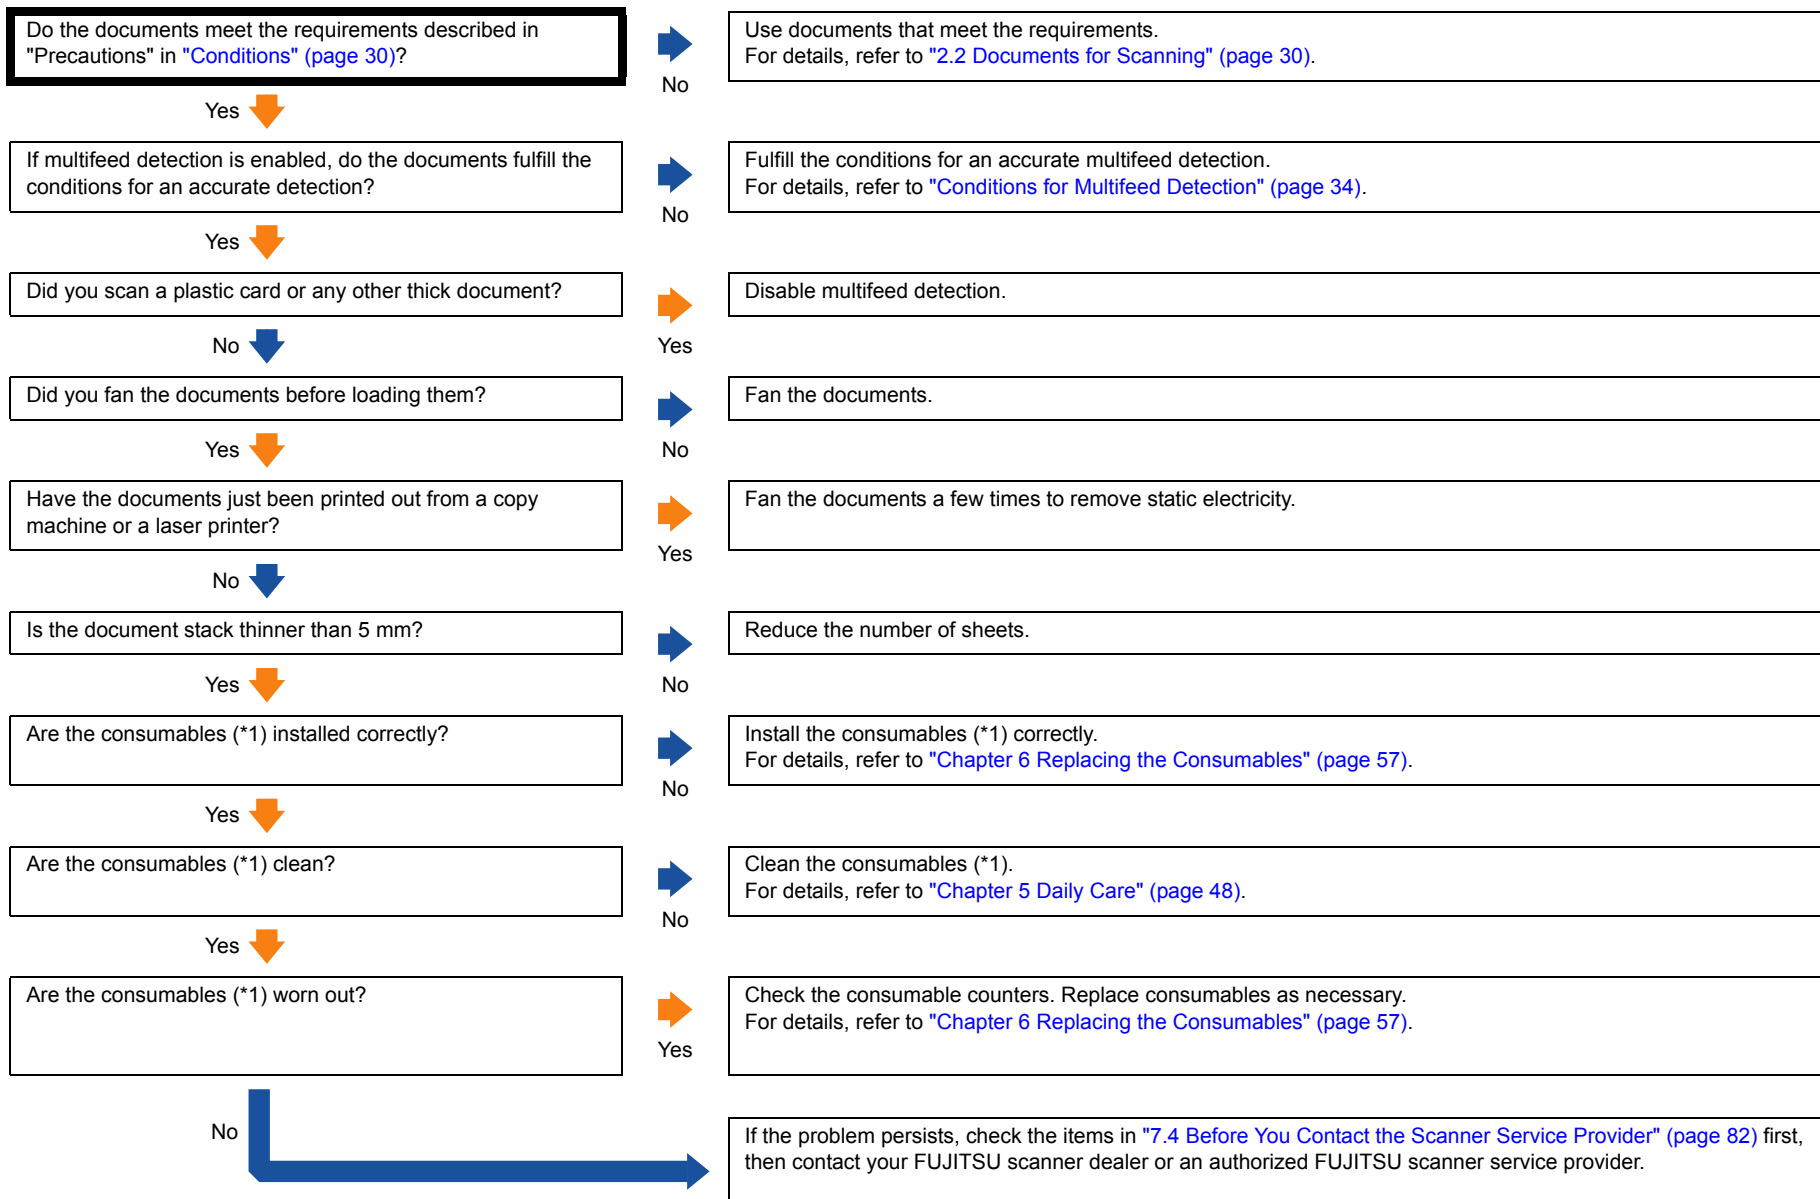 Do the documents meet the requirements described in
"Precautions" in "Conditions" (page 30)?
No
Use documents that meet the requirements.
For details, refer to "2.2 Documents for Scanning" (page 30).
Yes
If multifeed detection is enabled, do the documents fulfill the
conditions for an accurate detection?
No
Fulfill the conditions for an accurate multifeed detection.
For details, refer to "Conditions for Multifeed Detection" (page 34).
Yes
Did you scan a plastic card or any other thick document?
Yes
Disable multifeed detection.
No
Did you fan the documents before loading them?
No
Fan the documents.
Yes
Have the documents just been printed out from a copy
machine or a laser printer?
Yes
Fan the documents a few times to remove static electricity.
No
Is the document stack thinner than 5 mm?
No
Reduce the number of sheets.
Yes
Are the consumables (*1) installed correctly?
No
Install the consumables (*1) correctly.
For details, refer to "Chapter 6 Replacing the Consumables" (page 57).
Yes
Are the consumables (*1) clean?
No
Clean the consumables (*1).
For details, refer to "Chapter 5 Daily Care" (page 48).
Yes
Are the consumables (*1) worn out?
Yes
Check the consumable counters. Replace consumables as necessary.
For details, refer to "Chapter 6 Replacing the Consumables" (page 57).
No
If the problem persists, check the items in "7.4 Before You Contact the Scanner Service Provider" (page 82) first,
then contact your FUJITSU scanner dealer or an authorized FUJITSU scanner service provider.